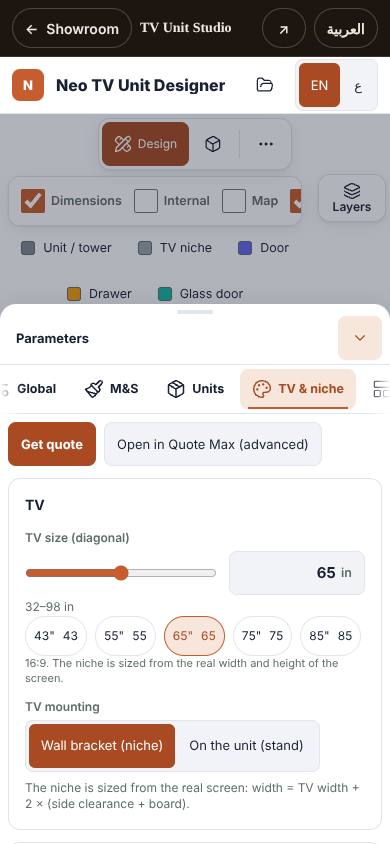 ← Showroom TV Unit Studio ↗ العربية
N Neo TV Unit Designer EN ع
Design
Dimensions Internal Map
Layers
Unit / tower TV niche Door
Drawer Glass door
Parameters
Global M&S Units TV & niche
Get quote Open in Quote Max (advanced)
TV
TV size (diagonal)
65 in
32–98 in
43" 43 55" 55 65" 65 75" 75 85" 85
16:9. The niche is sized from the real width and height of the
screen.
TV mounting
Wall bracket (niche) On the unit (stand)
The niche is sized from the real screen: width = TV width +
2 × (side clearance + board).